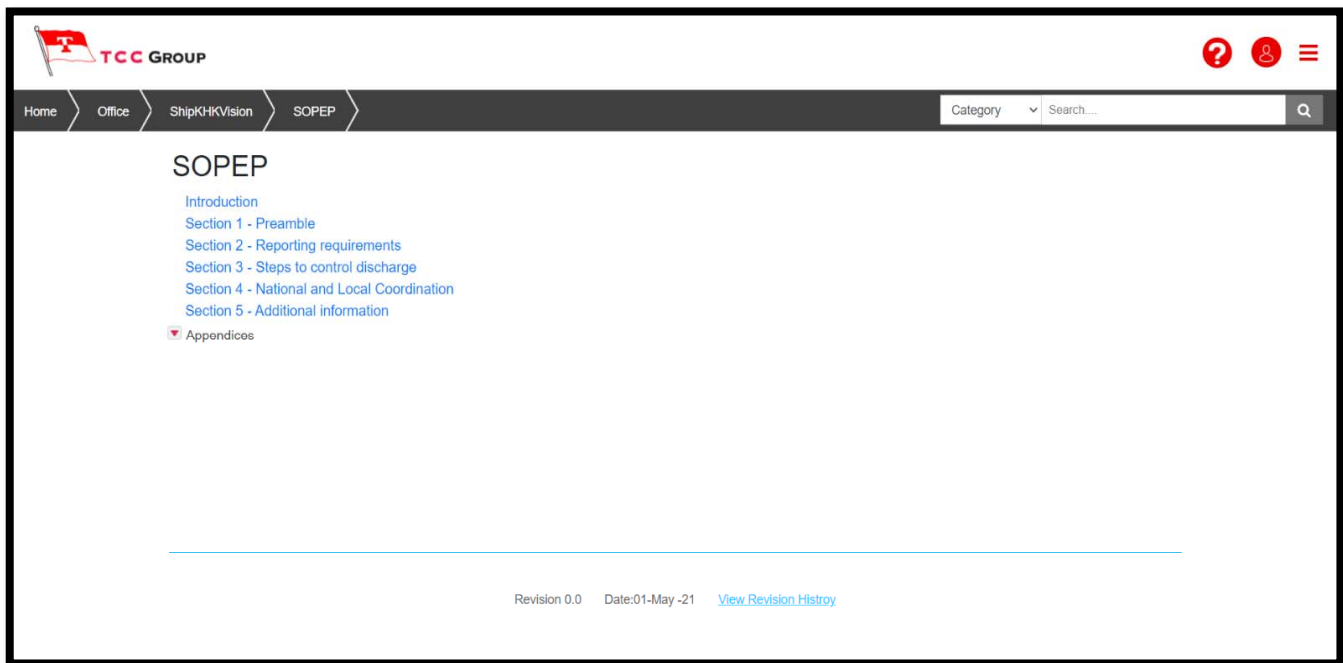 T
TCC GROUP
?
Home
Office
ShipKHKVision
SOPEP
Category
Search....
SOPEP
Introduction
Section 1 - Preamble
Section 2 - Reporting requirements
Section 3 - Steps to control discharge
Section 4 - National and Local Coordination
Section 5 - Additional information
Appendices
Revision 0.0 Date:01-May -21 View Revision Histroy